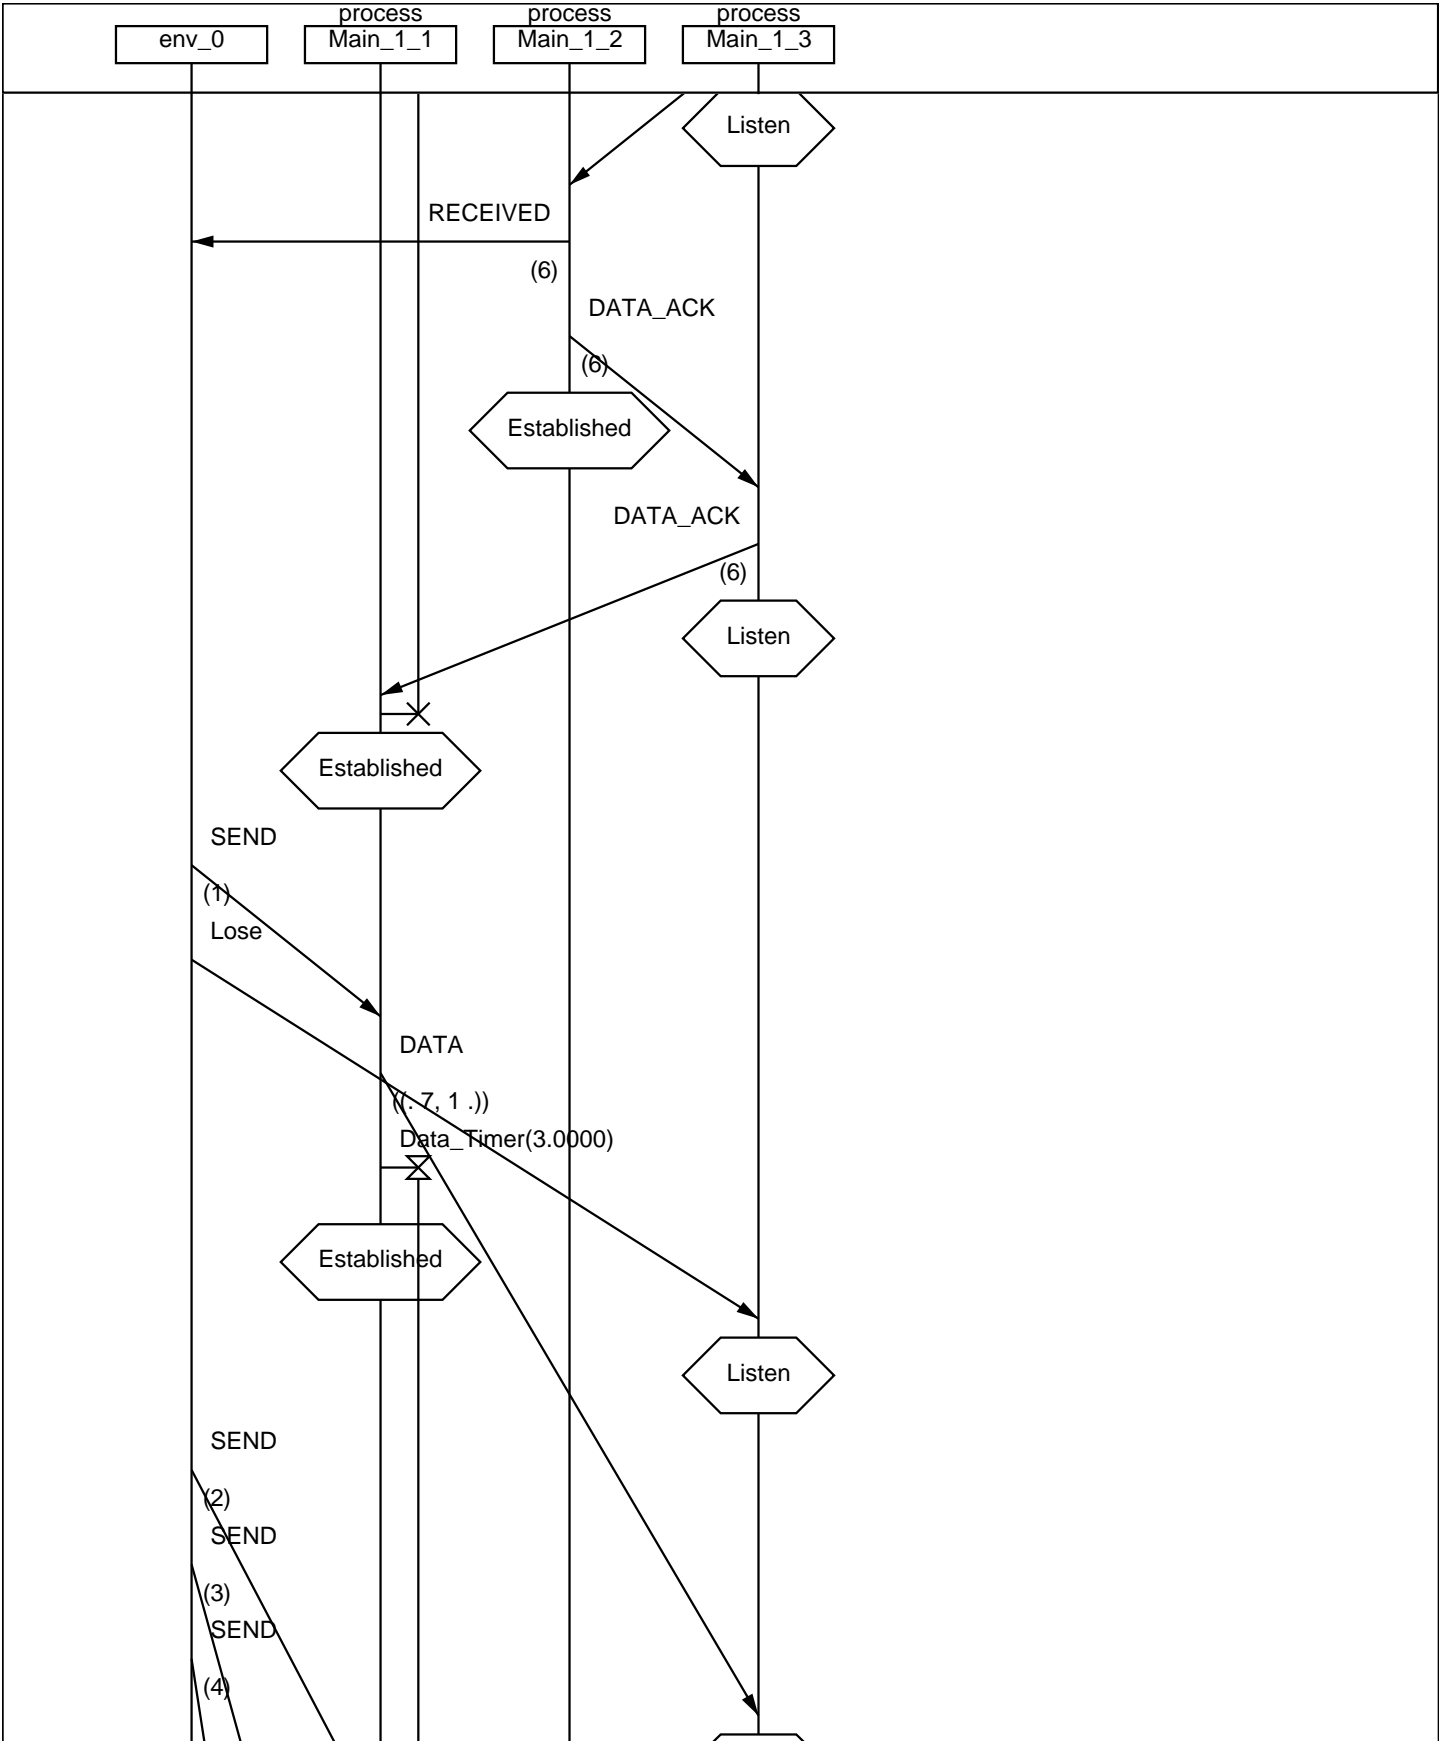 process process process
env_0 Main_1_1 Main_1_2 Main_1_3
Listen
RECEIVED
(6)
DATA_ACK
(6)
Established
DATA_ACK
(6)
Listen
Established
SEND
(1)
Lose
DATA
((. 7, 1 .))
Data_Timer(3.0000)
Established
Listen
SEND
(2)
SEND
(3)
SEND
(4)